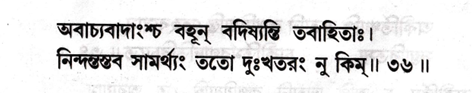 অবাচ্যবাদাংশ্চ বহূন্ বদিষ্যন্তি তবাহিতাঃ।
নিন্দন্তস্তব সামর্থ্যং ততো দুঃখতরং নু কিম্॥ ৩৬ ॥